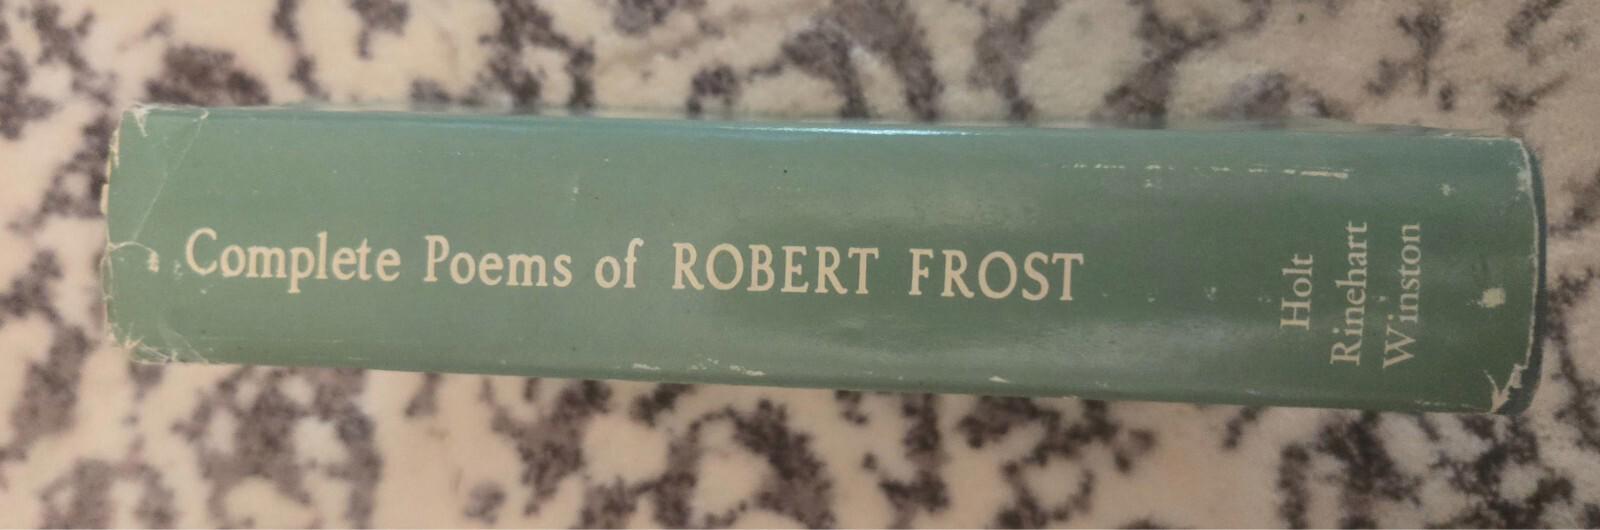 Complete Poems of ROBERT FROST
Holt
Rinehart
Winston